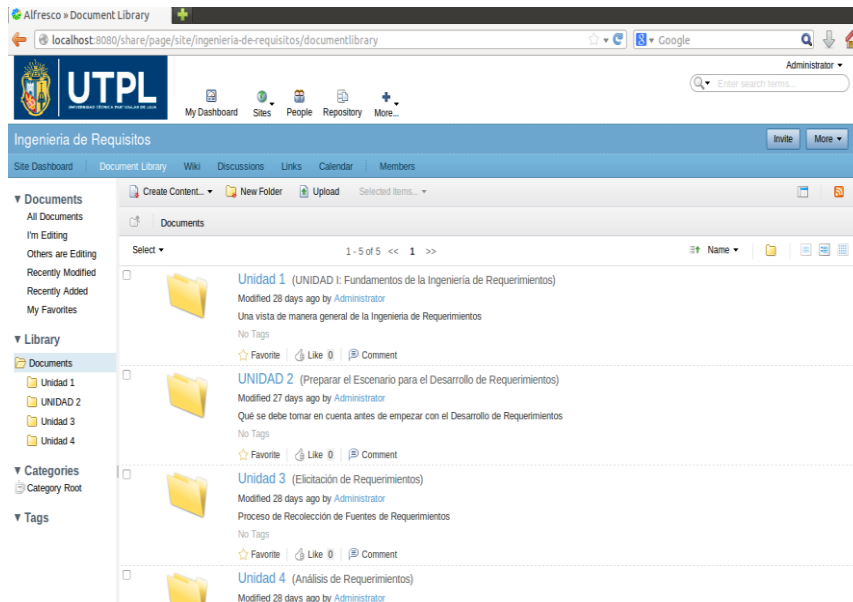 Alfresco » Document Library
localhost:8080/share/page/site/ingenieria-de-requisitos/documentlibrary
Google
Administrator
UTPL
UNIVERSIDAD TÉCNICA PARTICULAR DE LOJA
My Dashboard Sites People Repository More...
Enter search terms...
Ingenieria de Requisitos
Invite More
Site Dashboard Document Library Wiki Discussions Links Calendar Members
Documents
All Documents
I'm Editing
Others are Editing
Recently Modified
Recently Added
My Favorites
Library
Documents
Unidad 1
UNIDAD 2
Unidad 3
Unidad 4
Categories
Category Root
Tags
Create Content... New Folder Upload Selected Items...
Documents
Select 1 - 5 of 5 << 1 >> Name
Unidad 1 (UNIDAD I: Fundamentos de la Ingeniería de Requerimientos)
Modified 28 days ago by Administrator
Una vista de manera general de la Ingenieria de Requerimientos
No Tags
Favorite Like 0 Comment
UNIDAD 2 (Preparar el Escenario para el Desarrollo de Requerimientos)
Modified 27 days ago by Administrator
Qué se debe tomar en cuenta antes de empezar con el Desarrollo de Requerimientos
No Tags
Favorite Like 0 Comment
Unidad 3 (Elicitación de Requerimientos)
Modified 28 days ago by Administrator
Proceso de Recolección de Fuentes de Requerimientos
No Tags
Favorite Like 0 Comment
Unidad 4 (Análisis de Requerimientos)
Modified 28 days ago by Administrator